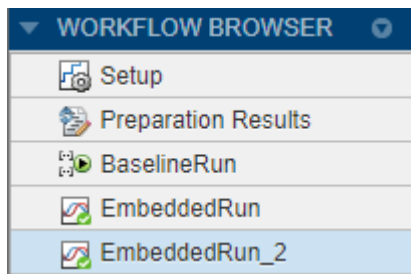 WORKFLOW BROWSER
Setup
Preparation Results
BaselineRun
EmbeddedRun
EmbeddedRun_2